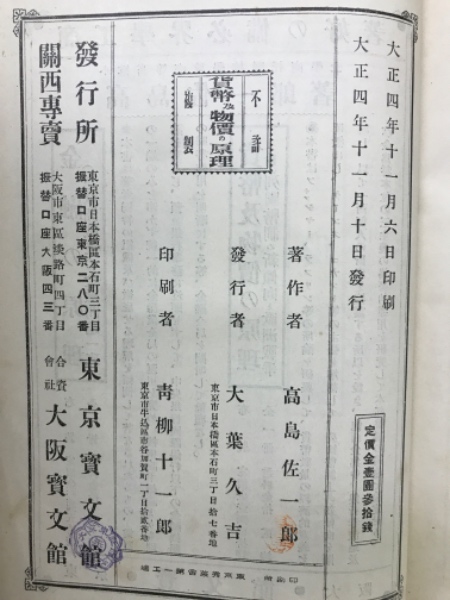 大正四年十一月六日印刷
大正四年十一月十日發行
定價金壹圓參拾錢
不許
貨幣及物價の原理
複製
著作者 高島佐一郎
發行者 大葉久吉
東京市日本橋區本石町三丁目拾七番地
印刷者 青柳十一郎
東京市牛込區市谷加賀町一丁目拾貳番地
發行所 東京市日本橋區本石町三丁目 振替口座東京二八〇番 東京寶文館
關西專賣 大阪市東區淡路町四丁目 振替口座大阪四三番 合資會社 大阪寶文館
印刷所